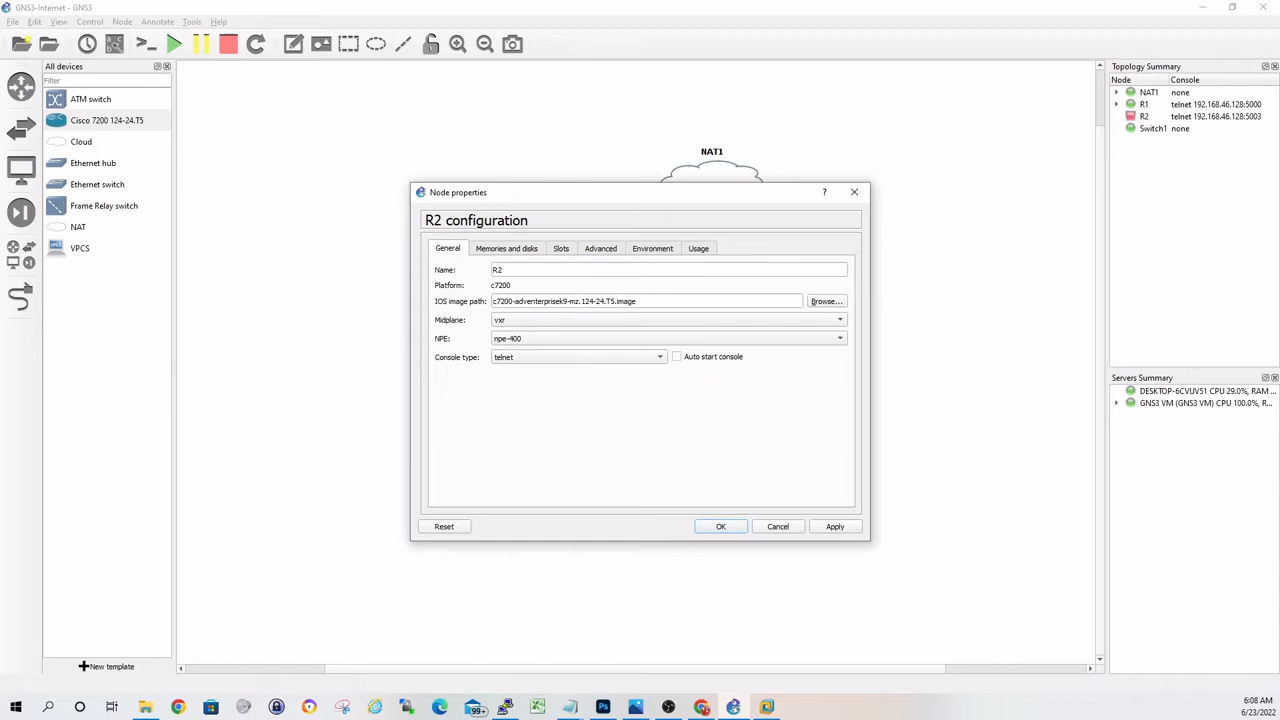 GNS3-Internet - GNS3
File Edit View Control Node Annotate Tools Help
All devices
Filter
ATM switch
Cisco 7200 124-24.T5
Cloud
Ethernet hub
Ethernet switch
Frame Relay switch
NAT
VPCS
New template
NAT1
Node properties
R2 configuration
General Memories and disks Slots Advanced Environment Usage
Name: R2
Platform: c7200
IOS image path: c7200-adventerprisek9-mz.124-24.T5.image Browse...
Midplane: vxr
NPE: npe-400
Console type: telnet Auto start console
Reset OK Cancel Apply
Topology Summary
Node Console
NAT1 none
R1 telnet 192.168.46.128:5000
R2 telnet 192.168.46.128:5003
Switch1 none
Servers Summary
DESKTOP-6CVUV51 CPU 29.0%, RAM ...
GNS3 VM (GNS3 VM) CPU 100.0%, R...
99+
6:08 AM
6/23/2022